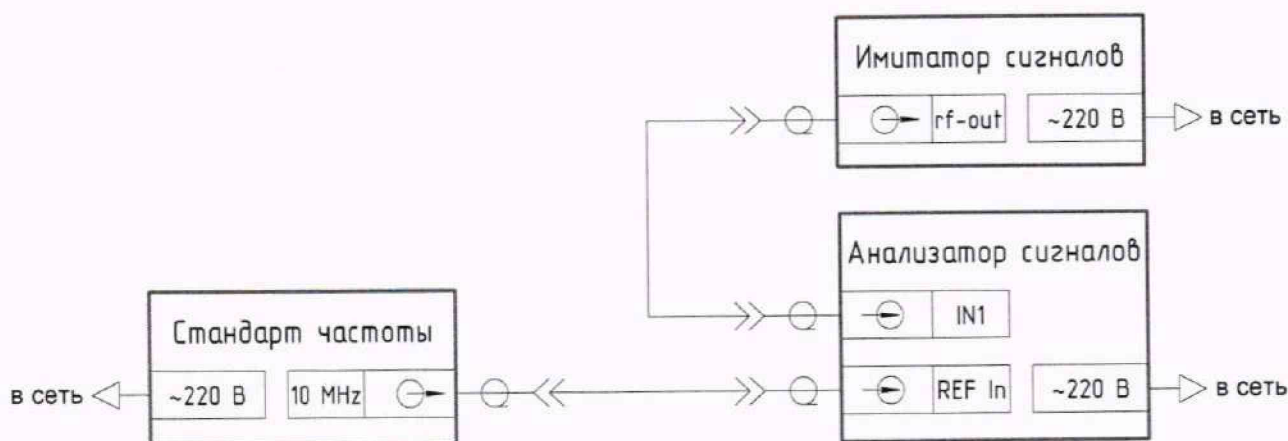 Имитатор сигналов
rf-out
~220 В
в сеть
Анализатор сигналов
IN1
REF In
~220 В
в сеть
Стандарт частоты
в сеть
~220 В
10 MHz